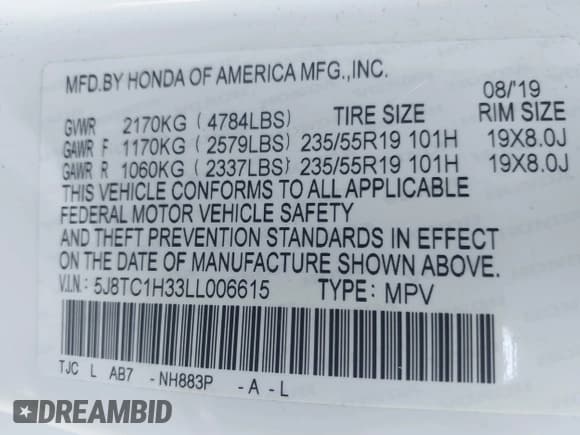 MFD.BY HONDA OF AMERICA MFG.,INC.
08/'19
GVWR 2170KG (4784LBS) TIRE SIZE RIM SIZE
GAWR F 1170KG (2579LBS) 235/55R19 101H 19X8.0J
GAWR R 1060KG (2337LBS) 235/55R19 101H 19X8.0J
THIS VEHICLE CONFORMS TO ALL APPLICABLE
FEDERAL MOTOR VEHICLE SAFETY
AND THEFT PREVENTION STANDARDS IN EFFECT
ON THE DATE OF MANUFACTURE SHOWN ABOVE.
V.I.N.: 5J8TC1H33LL006615 TYPE: MPV
TJC L AB7 -NH883P -A-L
DREAMBID